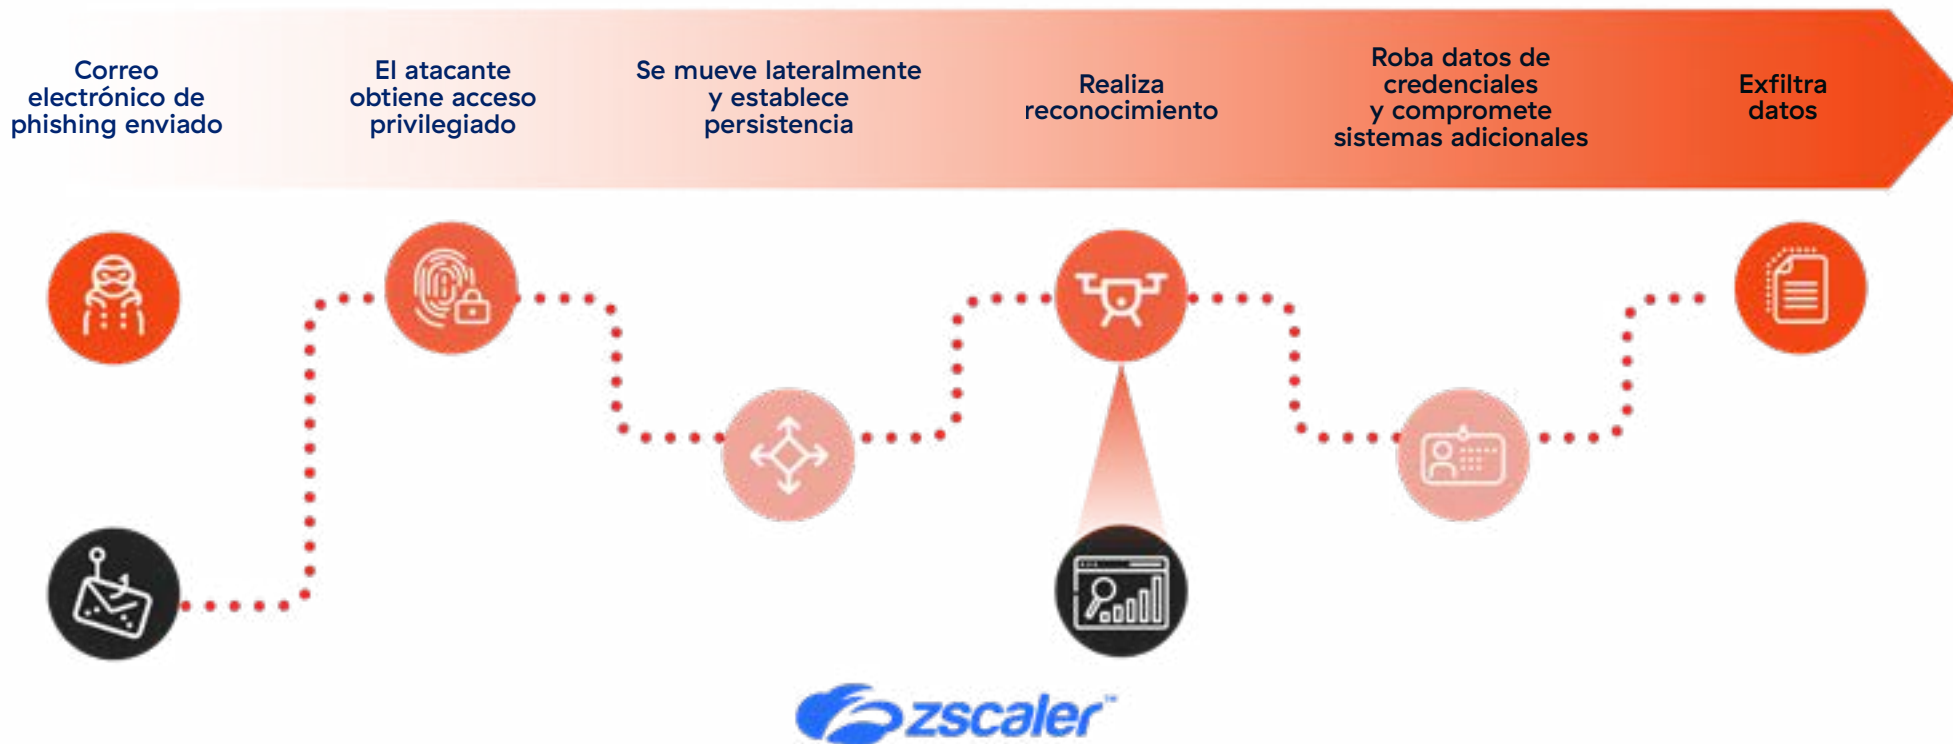 Correo
electrónico de
phishing enviado
El atacante
obtiene acceso
privilegiado
Se mueve lateralmente
y establece
persistencia
Realiza
reconocimiento
Roba datos de
credenciales
y compromete
sistemas adicionales
Exfiltra
datos
zscaler™